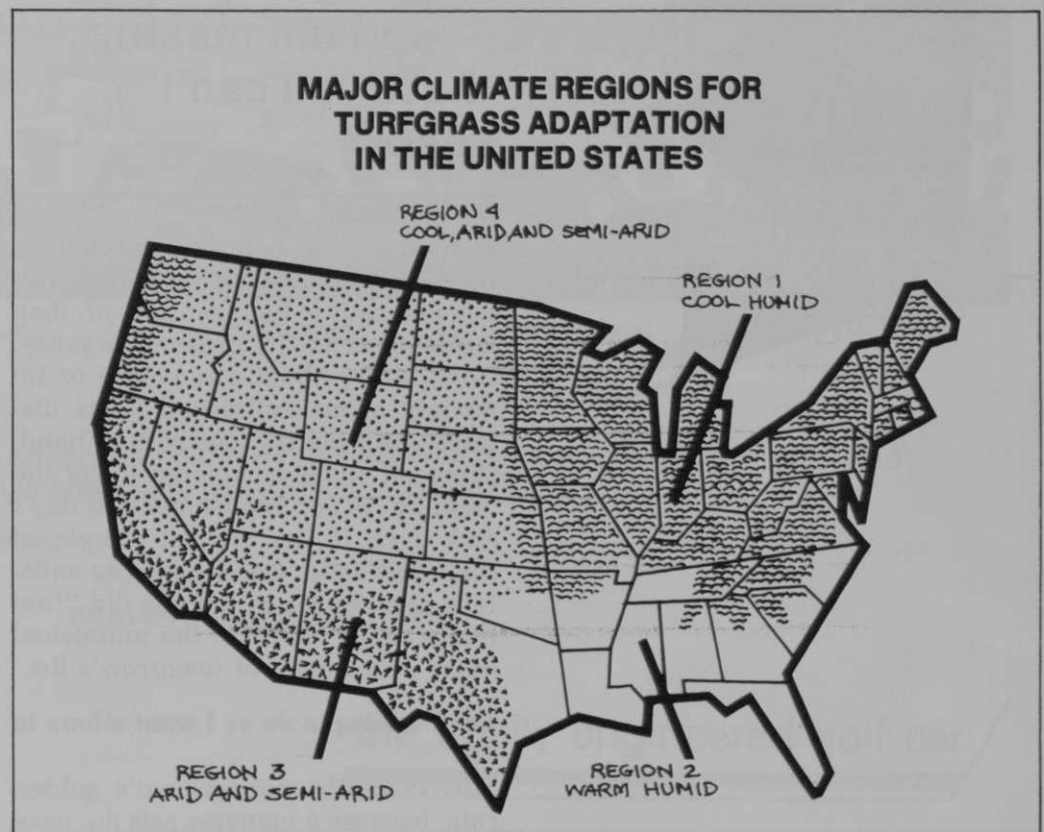 MAJOR CLIMATE REGIONS FOR
TURFGRASS ADAPTATION
IN THE UNITED STATES
REGION 4
COOL, ARID, AND SEMI-ARID
REGION 1
COOL HUMID
REGION 3
ARID AND SEMI-ARID
REGION 2
WARM HUMID